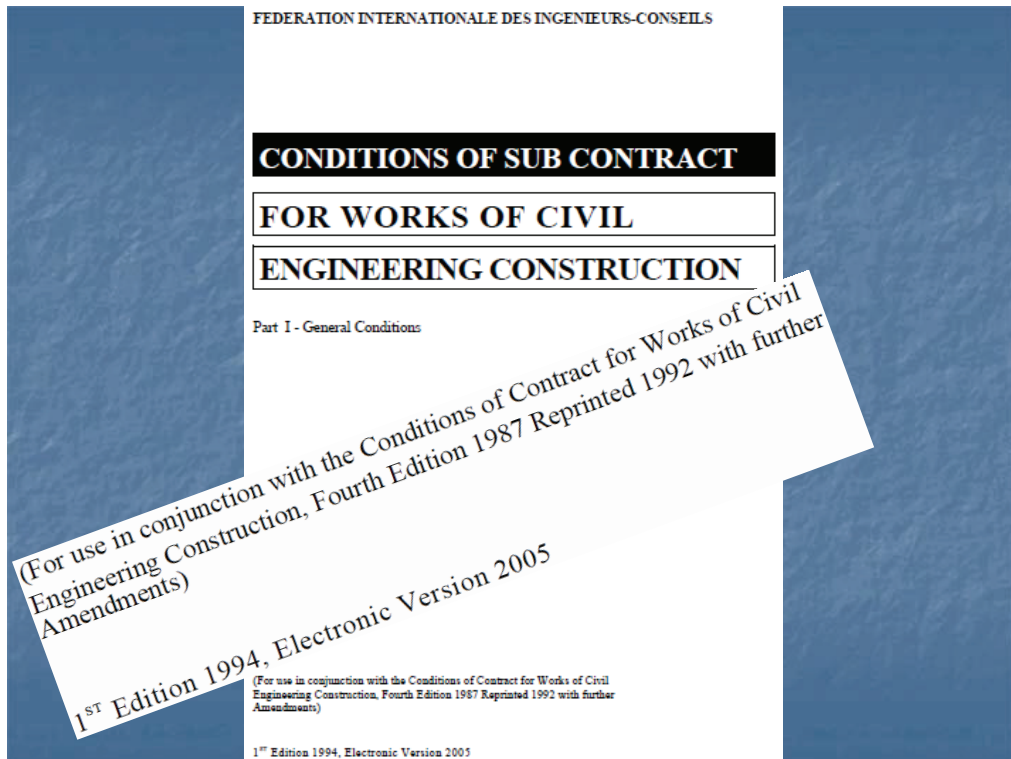 FEDERATION INTERNATIONALE DES INGENIEURS-CONSEILS
CONDITIONS OF SUB CONTRACT
FOR WORKS OF CIVIL
ENGINEERING CONSTRUCTION
Part I - General Conditions
(For use in conjunction with the Conditions of Contract for Works of Civil
Engineering Construction, Fourth Edition 1987 Reprinted 1992 with further
Amendments)
1ST Edition 1994, Electronic Version 2005
(For use in conjunction with the Conditions of Contract for Works of Civil
Engineering Construction, Fourth Edition 1987 Reprinted 1992 with further
Amendments)
1ST Edition 1994, Electronic Version 2005